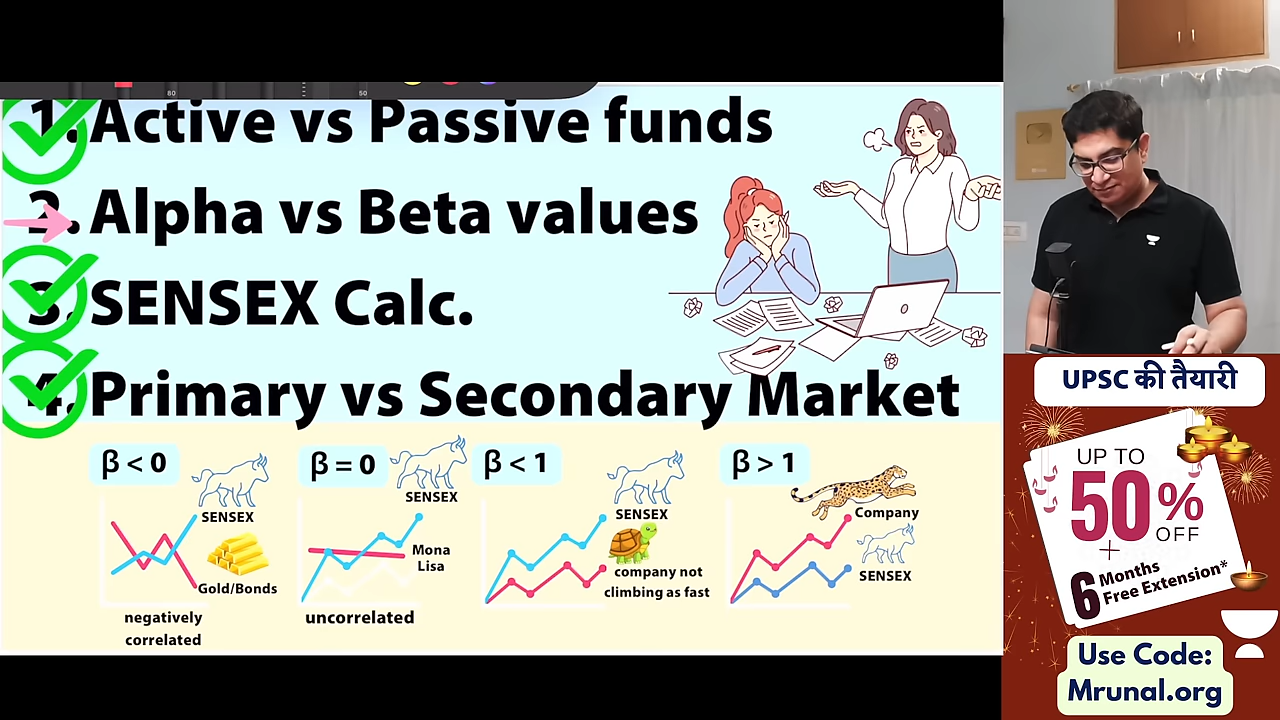 80
50
1. Active vs Passive funds
2. Alpha vs Beta values
3. SENSEX Calc.
4. Primary vs Secondary Market
β < 0
SENSEX
Gold/Bonds
negatively
correlated
β = 0
SENSEX
Mona
Lisa
uncorrelated
β < 1
SENSEX
company not
climbing as fast
β > 1
Company
SENSEX
UPSC की तैयारी
UP TO
50%
OFF
+
6 Months
Free Extension*
Use Code:
Mrunal.org